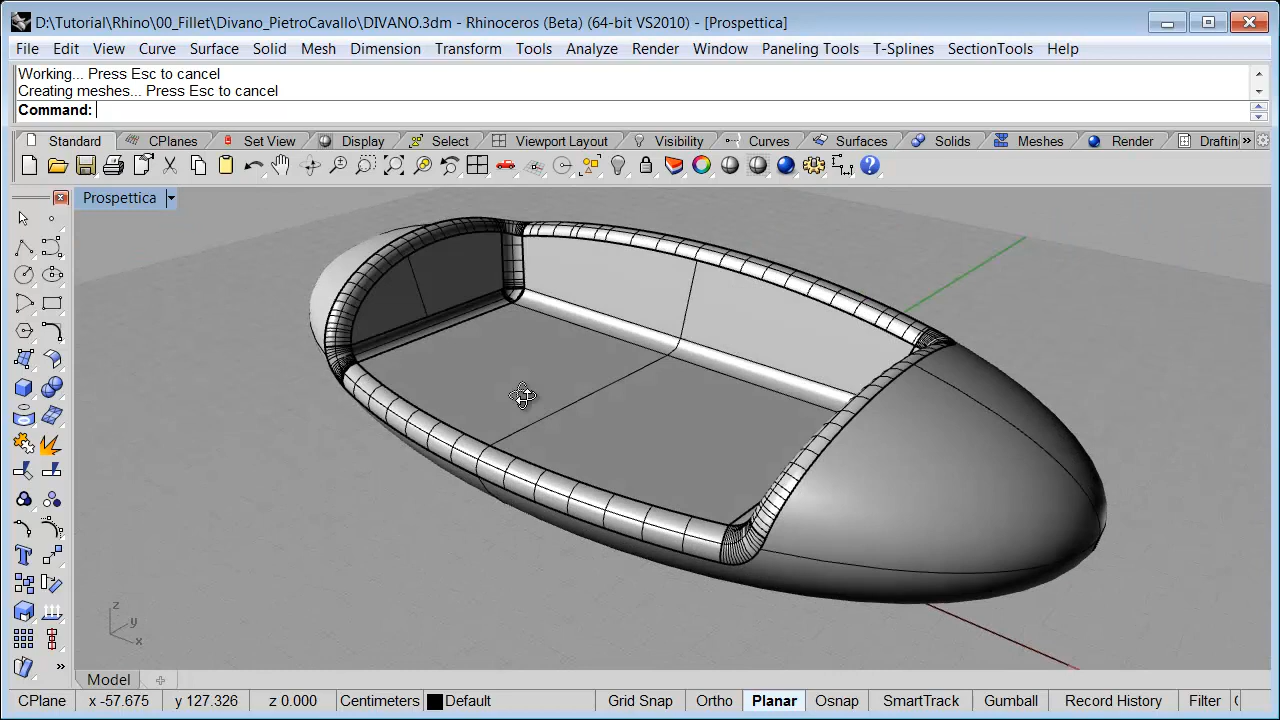 D:\Tutorial\Rhino\00_Fillet\Divano_PietroCavallo\DIVANO.3dm - Rhinoceros (Beta) (64-bit VS2010) - [Prospettica]
File Edit View Curve Surface Solid Mesh Dimension Transform Tools Analyze Render Window Paneling Tools T-Splines SectionTools Help
Working... Press Esc to cancel
Creating meshes... Press Esc to cancel
Command:
Standard CPlanes Set View Display Select Viewport Layout Visibility Curves Surfaces Solids Meshes Render Draftin »
Prospettica
z
y
x
»
Model
CPlane x -57.675 y 127.326 z 0.000 Centimeters Default Grid Snap Ortho Planar Osnap SmartTrack Gumball Record History Filter